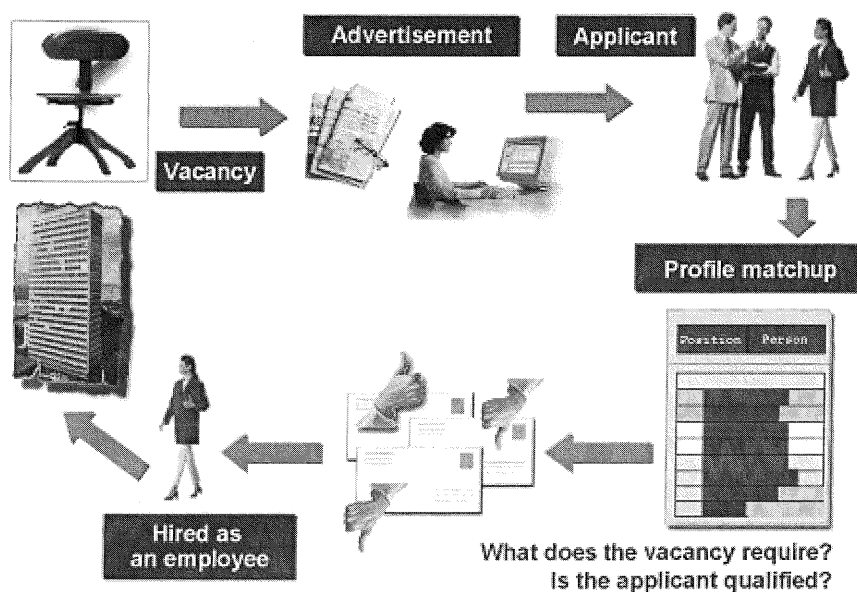 Advertisement
Applicant
Vacancy
Profile matchup
Position Person
Hired as
an employee
What does the vacancy require?
Is the applicant qualified?